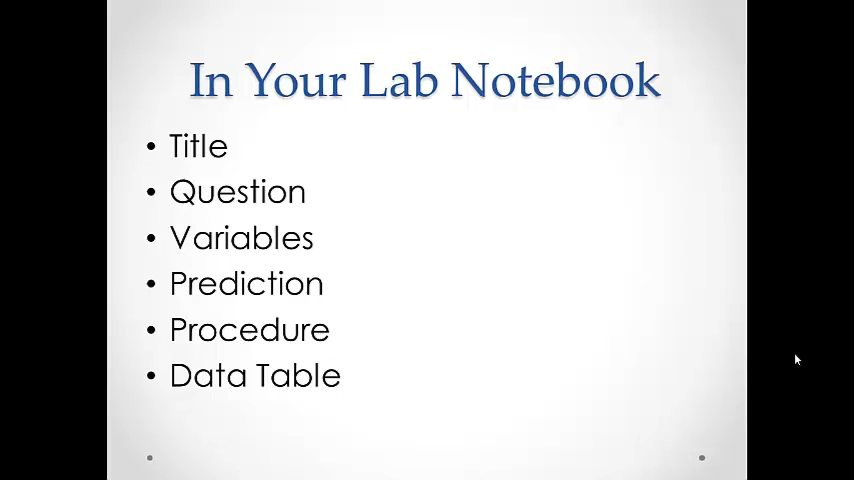 In Your Lab Notebook
• Title
• Question
• Variables
• Prediction
• Procedure
• Data Table